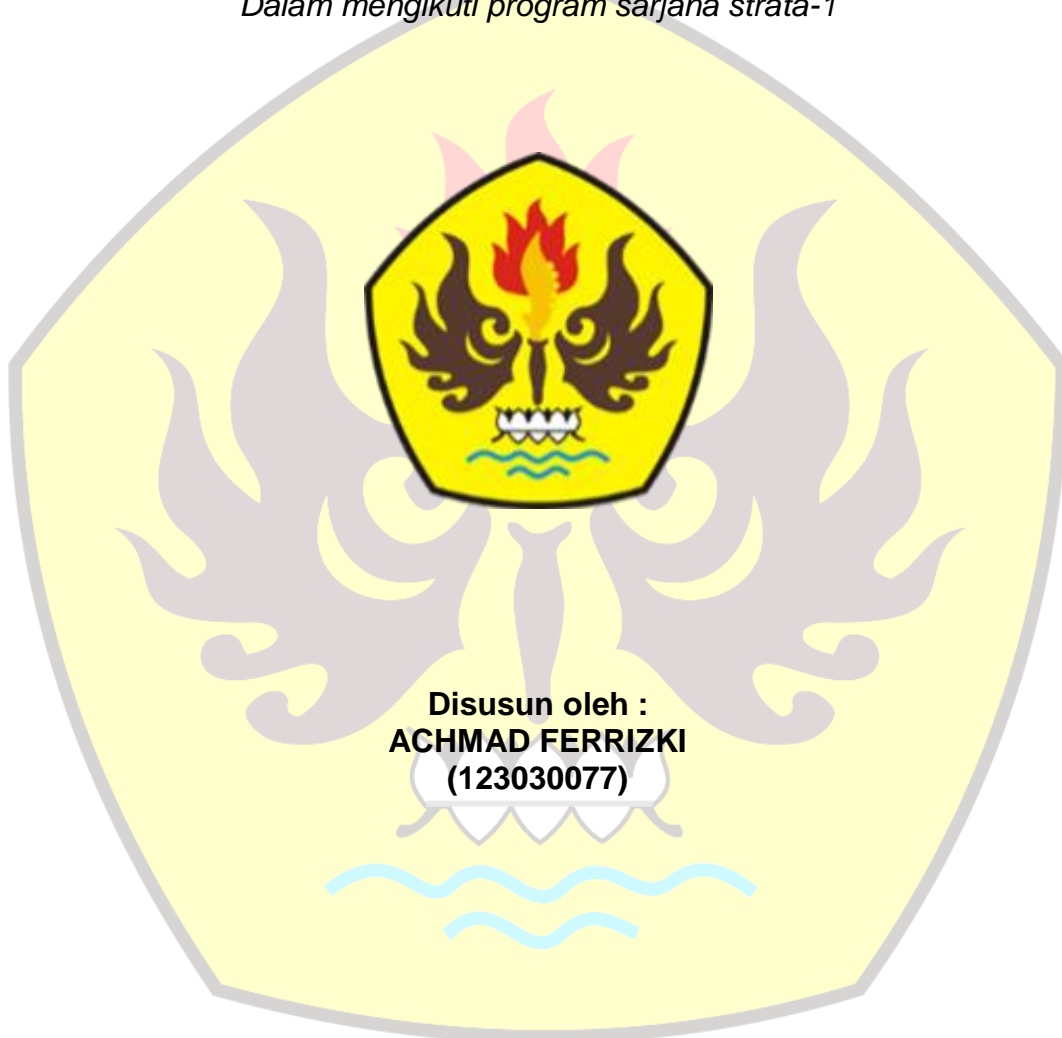 Dalam mengikuti program sarjana strata-1
Disusun oleh :
ACHMAD FERRIZKI
(123030077)